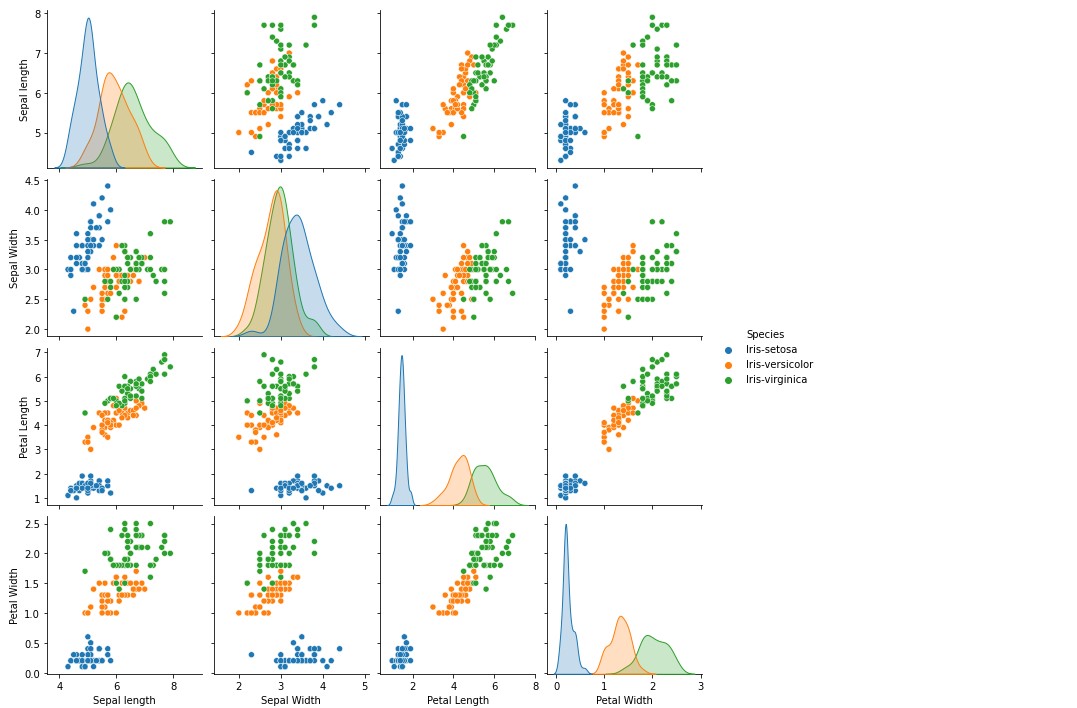 8
7
6
5
Sepal length
4.5
4.0
3.5
3.0
2.5
2.0
Sepal Width
Species
Iris-setosa
Iris-versicolor
Iris-virginica
7
6
5
4
3
2
1
Petal Length
2.5
2.0
1.5
1.0
0.5
0.0
Petal Width
4 6 8
Sepal length
2 3 4 5
Sepal Width
2 4 6 8
Petal Length
0 1 2 3
Petal Width